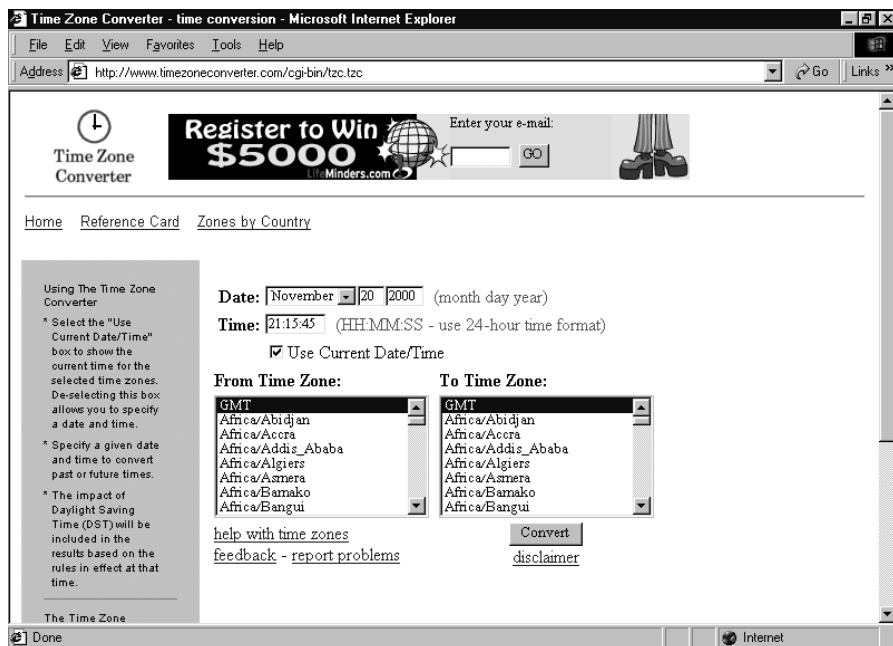 Time Zone Converter - time conversion - Microsoft Internet Explorer
File Edit View Favorites Tools Help
Address http://www.timezoneconverter.com/cgi-bin/tzc.tzc Go Links »
Time Zone
Converter
Register to Win
$5000
LifeMinders.com
Enter your e-mail:
GO
Home Reference Card Zones by Country
Using The Time Zone
Converter
* Select the "Use
Current Date/Time"
box to show the
current time for the
selected time zones.
De-selecting this box
allows you to specify
a date and time.
* Specify a given date
and time to convert
past or future times.
* The impact of
Daylight Saving
Time (DST) will be
included in the
results based on the
rules in effect at that
time.
The Time Zone
Date: November 20 2000 (month day year)
Time: 21:15:45 (HH:MM:SS - use 24-hour time format)
Use Current Date/Time
From Time Zone:
GMT
Africa/Abidjan
Africa/Accra
Africa/Addis_Ababa
Africa/Algiers
Africa/Asmera
Africa/Bamako
Africa/Bangui
To Time Zone:
GMT
Africa/Abidjan
Africa/Accra
Africa/Addis_Ababa
Africa/Algiers
Africa/Asmera
Africa/Bamako
Africa/Bangui
help with time zones
feedback - report problems
Convert
disclaimer
Done Internet